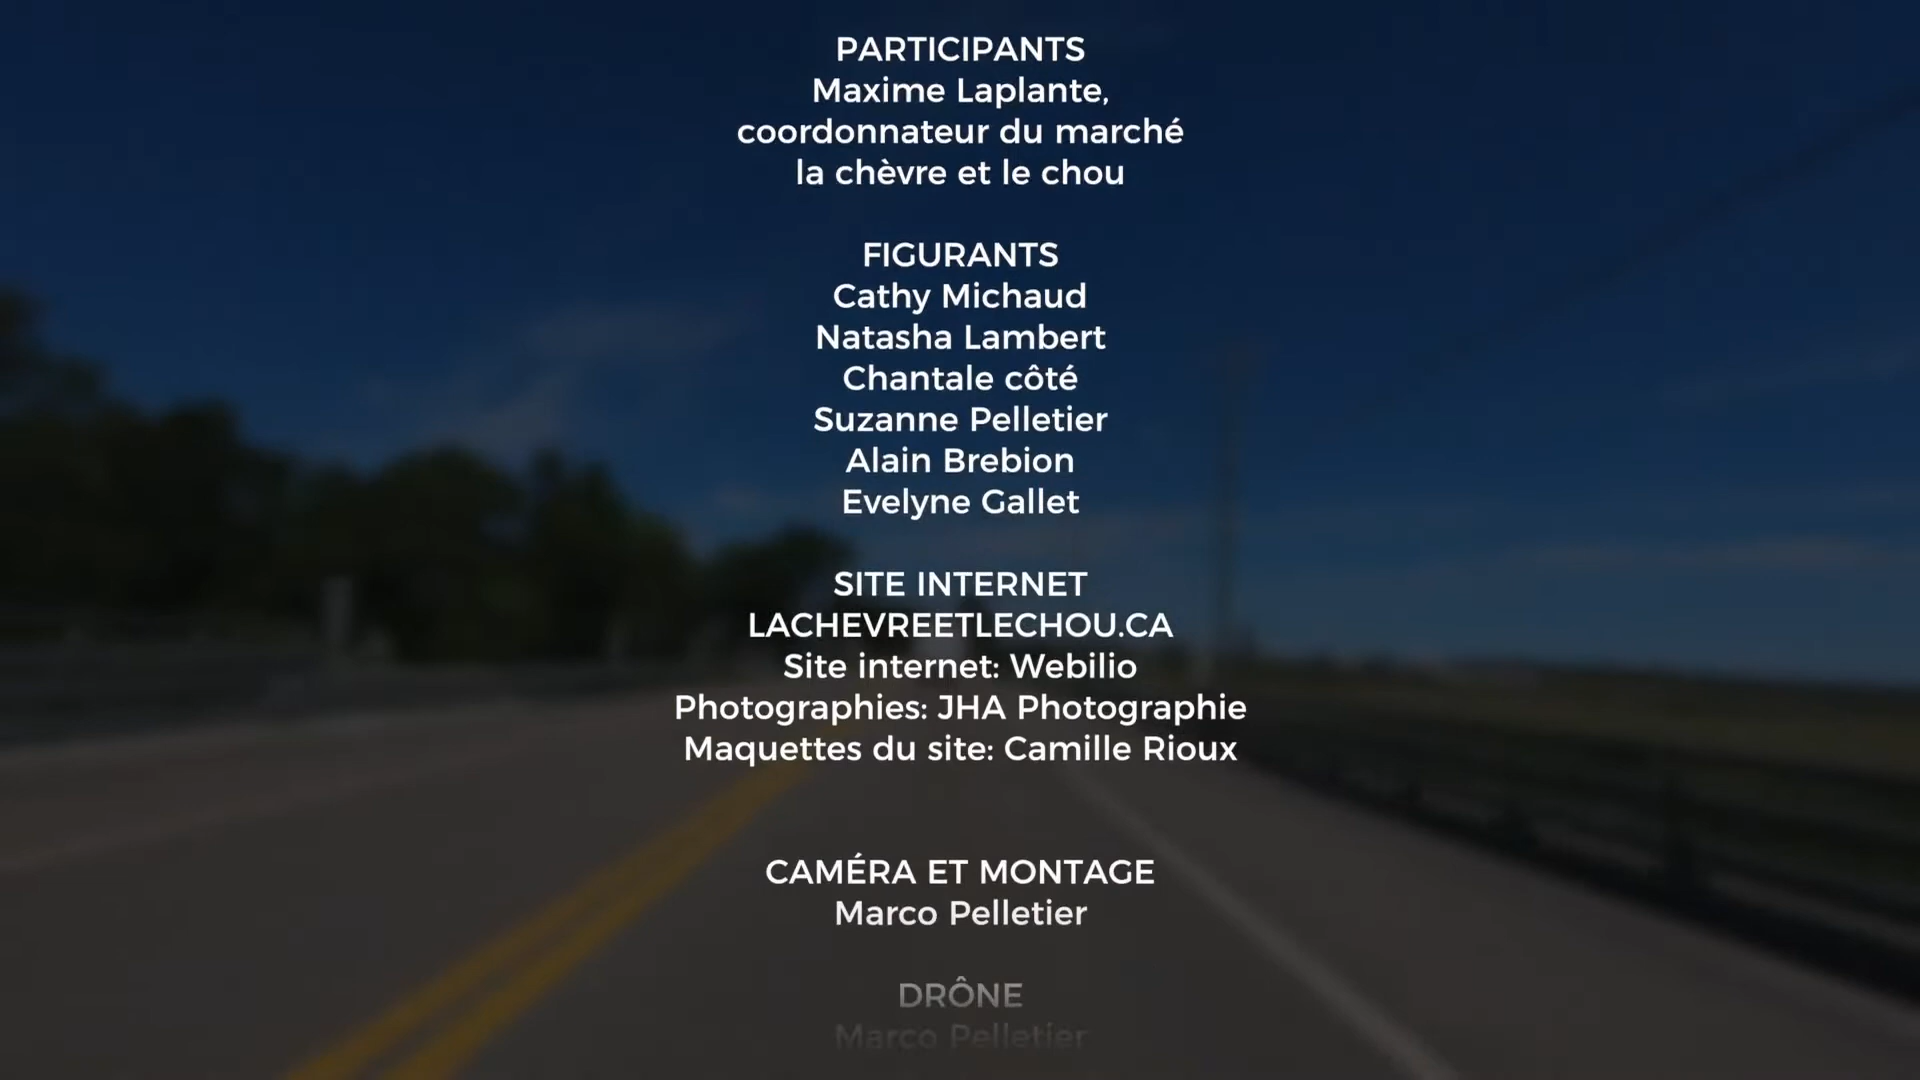 PARTICIPANTS
Maxime Laplante,
coordonnateur du marché
la chèvre et le chou
FIGURANTS
Cathy Michaud
Natasha Lambert
Chantale côté
Suzanne Pelletier
Alain Brebion
Evelyne Gallet
SITE INTERNET
LACHEVREETLECHOU.CA
Site internet: Webilio
Photographies: JHA Photographie
Maquettes du site: Camille Rioux
CAMÉRA ET MONTAGE
Marco Pelletier
DRÔNE
Marco Pelletier